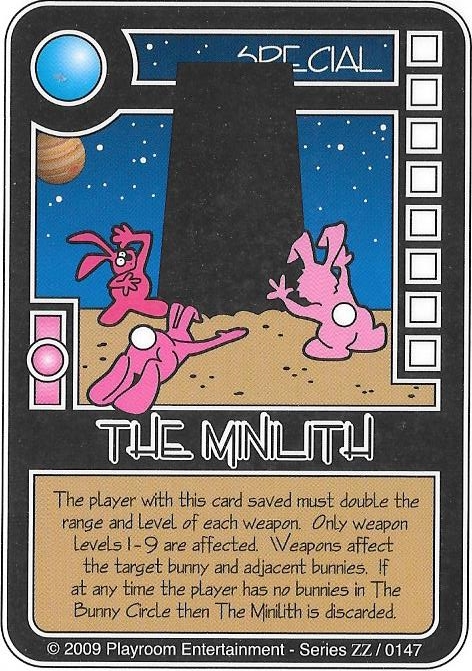 SPECIAL
THE MINILITH
The player with this card saved must double the
range and level of each weapon. Only weapon
levels 1-9 are affected. Weapons affect
the target bunny and adjacent bunnies. If
at any time the player has no bunnies in The
Bunny Circle then The Minilith is discarded.
© 2009 Playroom Entertainment - Series ZZ / 0147